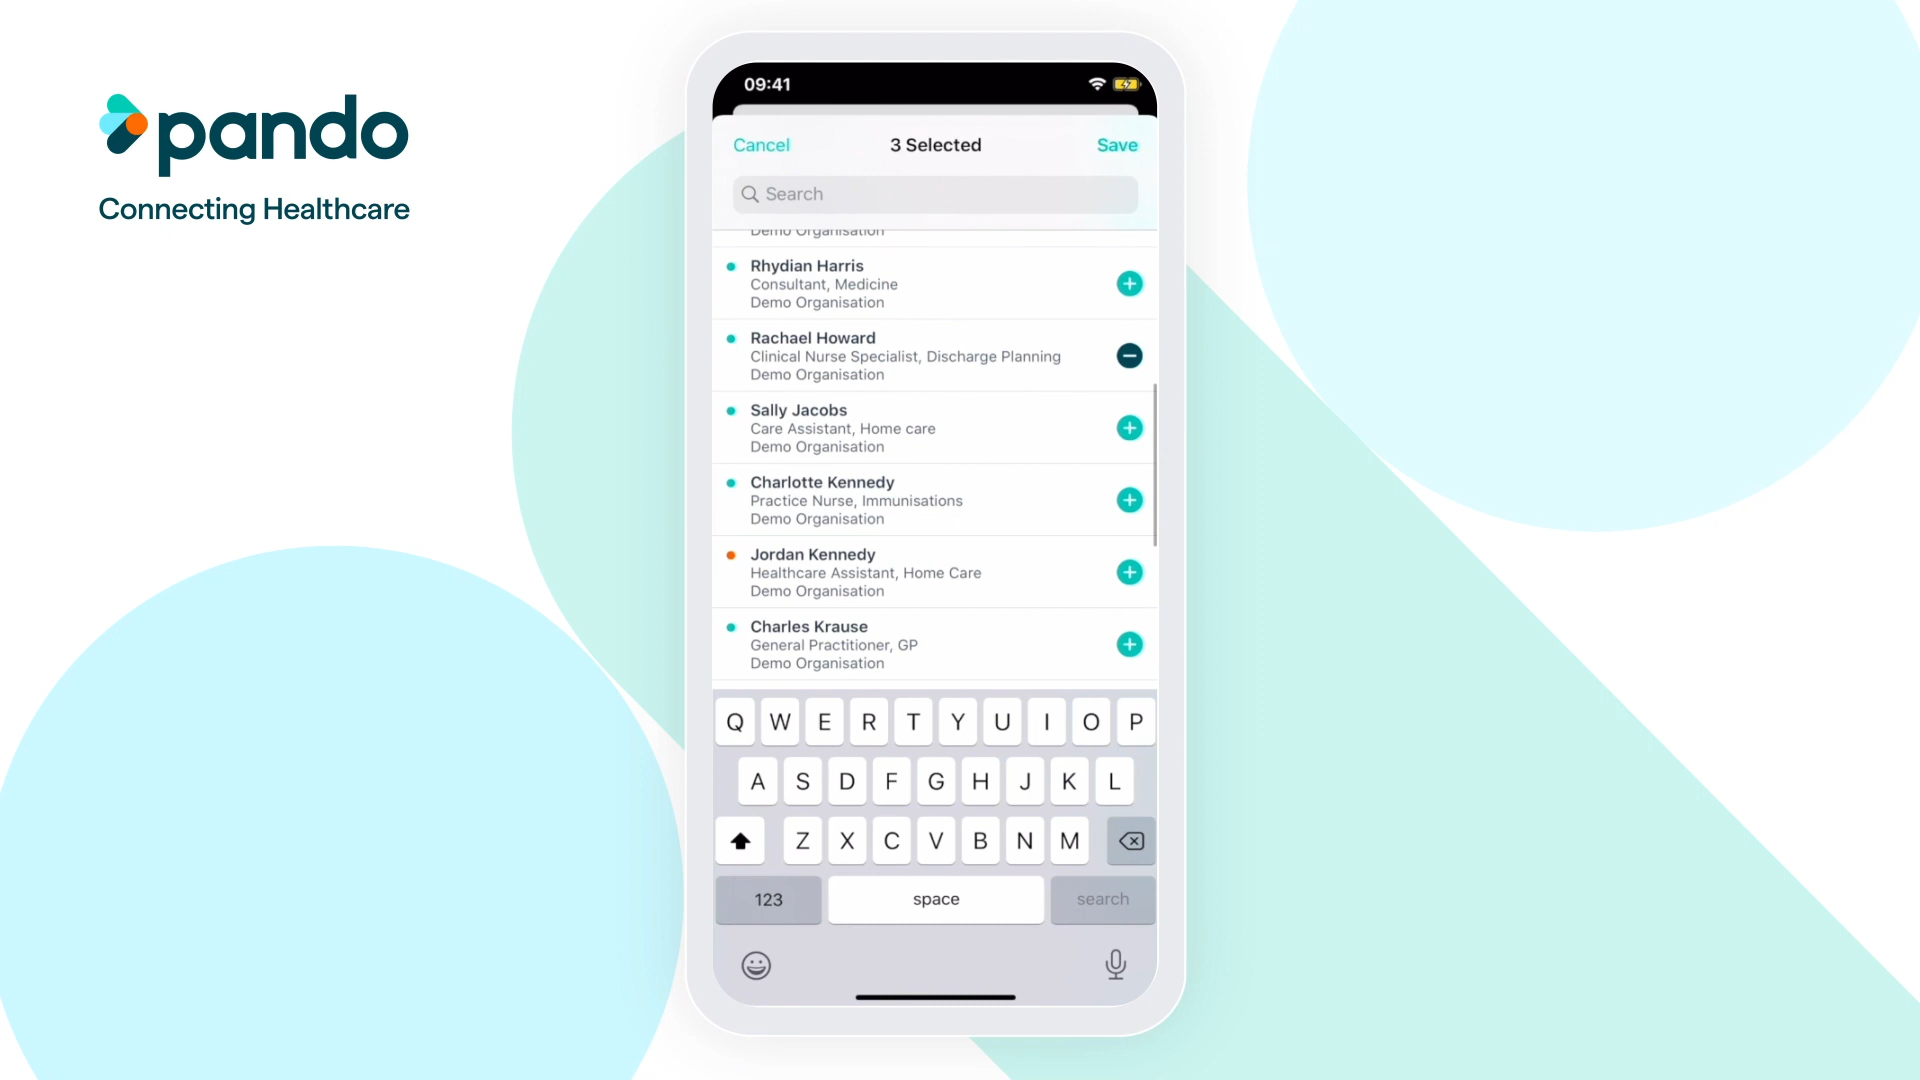 pando
Connecting Healthcare
09:41
Cancel
3 Selected
Save
Search
Demo Organisation
Rhydian Harris
Consultant, Medicine
Demo Organisation
Rachael Howard
Clinical Nurse Specialist, Discharge Planning
Demo Organisation
Sally Jacobs
Care Assistant, Home care
Demo Organisation
Charlotte Kennedy
Practice Nurse, Immunisations
Demo Organisation
Jordan Kennedy
Healthcare Assistant, Home Care
Demo Organisation
Charles Krause
General Practitioner, GP
Demo Organisation
Q W E R T Y U I O P
A S D F G H J K L
Z X C V B N M
123 space search